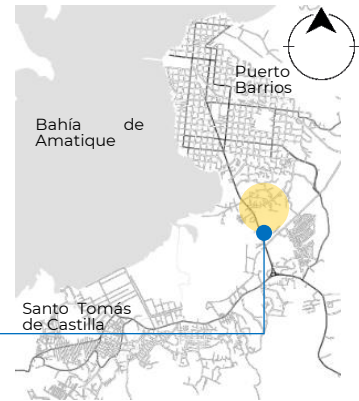 Puerto
Barrios
Bahía de
Amatique
Santo Tomás
de Castilla